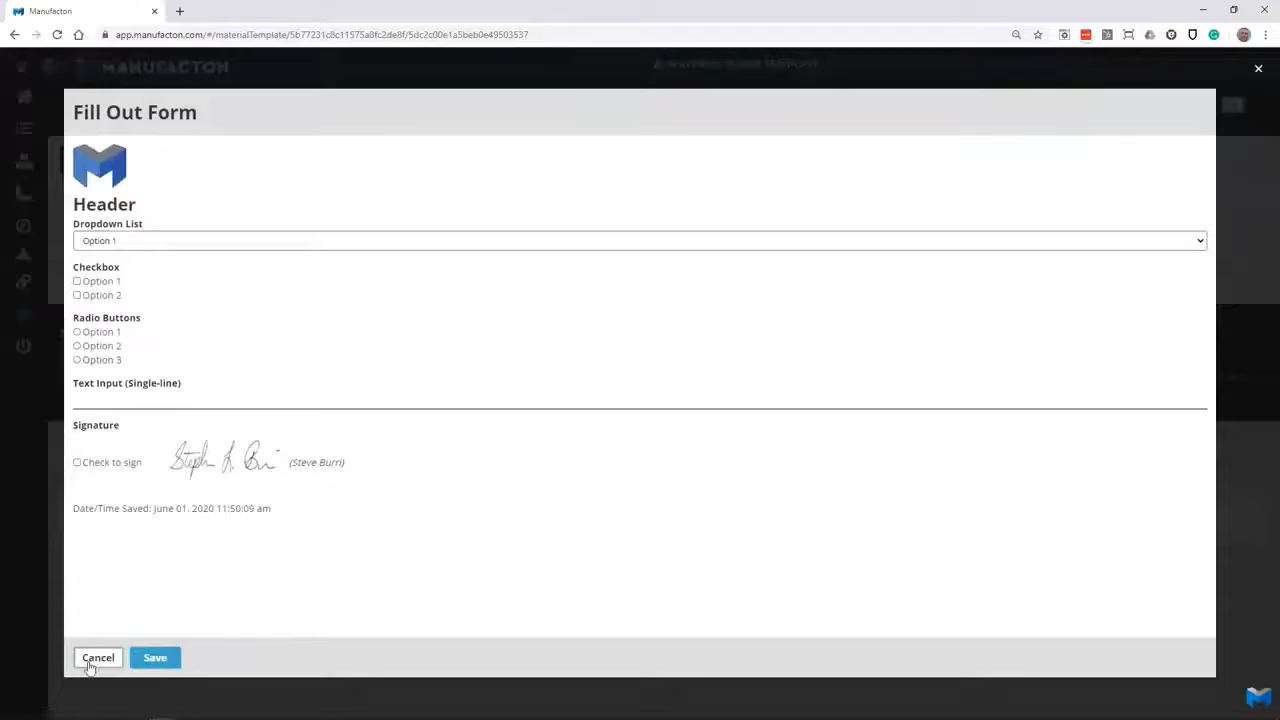 Manufacton
app.manufacton.com/#/materialTemplate/5b77231c8c11575a8fc2de8f/5dc2c00e1a5beb0e49503537
MANUFACTON
Fill Out Form
Header
Dropdown List
Option 1
Checkbox
Option 1
Option 2
Radio Buttons
Option 1
Option 2
Option 3
Text Input (Single-line)
Signature
Check to sign
(Steve Burri)
Date/Time Saved: June 01, 2020 11:50:09 am
Cancel
Save